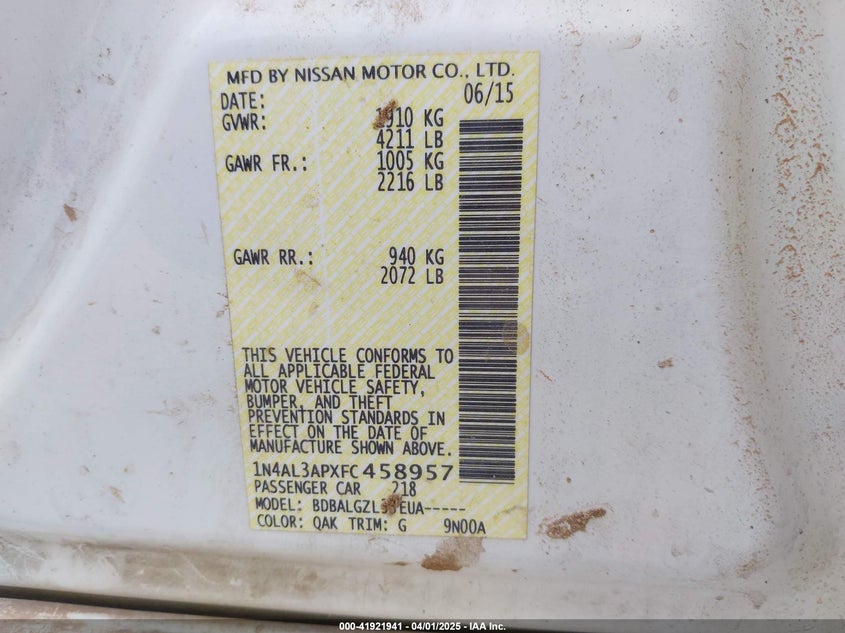 MFD BY NISSAN MOTOR CO., LTD.
DATE: 06/15
GVWR: 1910 KG
4211 LB
GAWR FR.: 1005 KG
2216 LB
GAWR RR.: 940 KG
2072 LB
THIS VEHICLE CONFORMS TO
ALL APPLICABLE FEDERAL
MOTOR VEHICLE SAFETY,
BUMPER, AND THEFT
PREVENTION STANDARDS IN
EFFECT ON THE DATE OF
MANUFACTURE SHOWN ABOVE.
1N4AL3APXFC458957
PASSENGER CAR 218
MODEL:
COLOR: QAK TRIM: G 9N00A
000-41921941 - 04/01/2025 - IAA Inc.